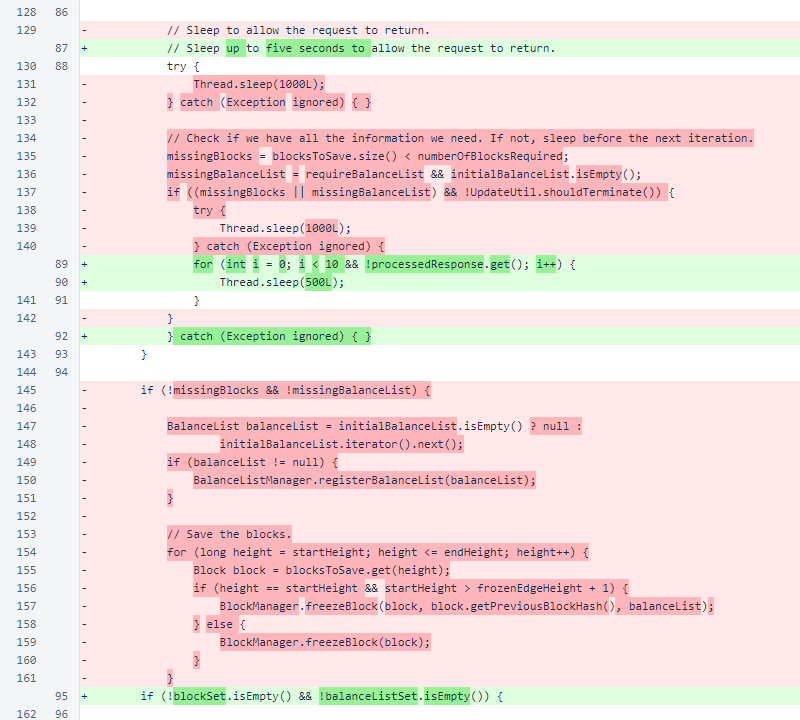 128 86
129 - // Sleep to allow the request to return.
87 + // Sleep up to five seconds to allow the request to return.
130 88 try {
131 - Thread.sleep(1000L);
132 - } catch (Exception ignored) { }
133 -
134 - // Check if we have all the information we need. If not, sleep before the next iteration.
135 - missingBlocks = blocksToSave.size() < numberOfBlocksRequired;
136 - missingBalanceList = requireBalanceList && initialBalanceList.isEmpty();
137 - if ((missingBlocks || missingBalanceList) && !UpdateUtil.shouldTerminate()) {
138 - try {
139 - Thread.sleep(1000L);
140 - } catch (Exception ignored) {
89 + for (int i = 0; i < 10 && !processedResponse.get(); i++) {
90 + Thread.sleep(500L);
141 91 }
142 - }
92 + } catch (Exception ignored) { }
143 93 }
144 94
145 - if (!missingBlocks && !missingBalanceList) {
146 -
147 - BalanceList balanceList = initialBalanceList.isEmpty() ? null :
148 - initialBalanceList.iterator().next();
149 - if (balanceList != null) {
150 - BalanceListManager.registerBalanceList(balanceList);
151 - }
152 -
153 - // Save the blocks.
154 - for (long height = startHeight; height <= endHeight; height++) {
155 - Block block = blocksToSave.get(height);
156 - if (height == startHeight && startHeight > frozenEdgeHeight + 1) {
157 - BlockManager.freezeBlock(block, block.getPreviousBlockHash(), balanceList);
158 - } else {
159 - BlockManager.freezeBlock(block);
160 - }
161 - }
95 + if (!blockSet.isEmpty() && !balanceListSet.isEmpty()) {
162 96